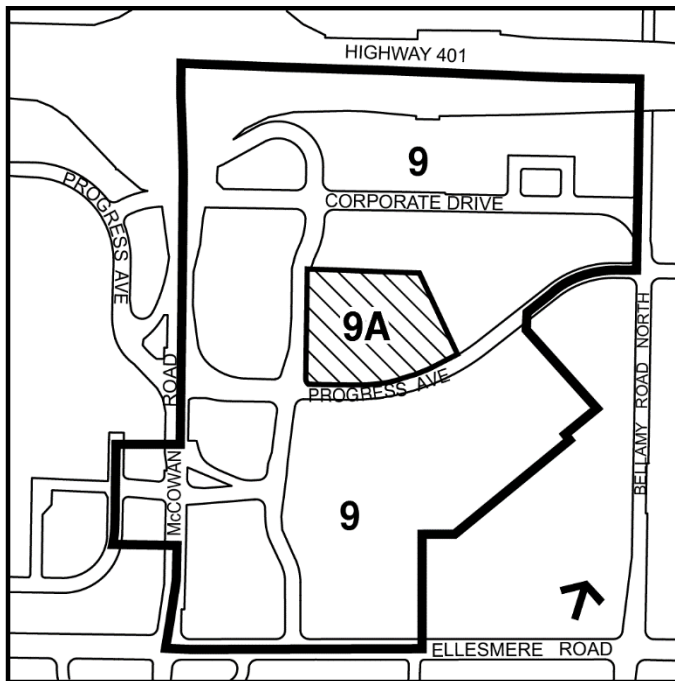 HIGHWAY 401
9
PROGRESS AVE
CORPORATE DRIVE
9A
ROAD
PROGRESS AVE
BELLAMY ROAD NORTH
McCOWAN
9
ELLESMERE ROAD